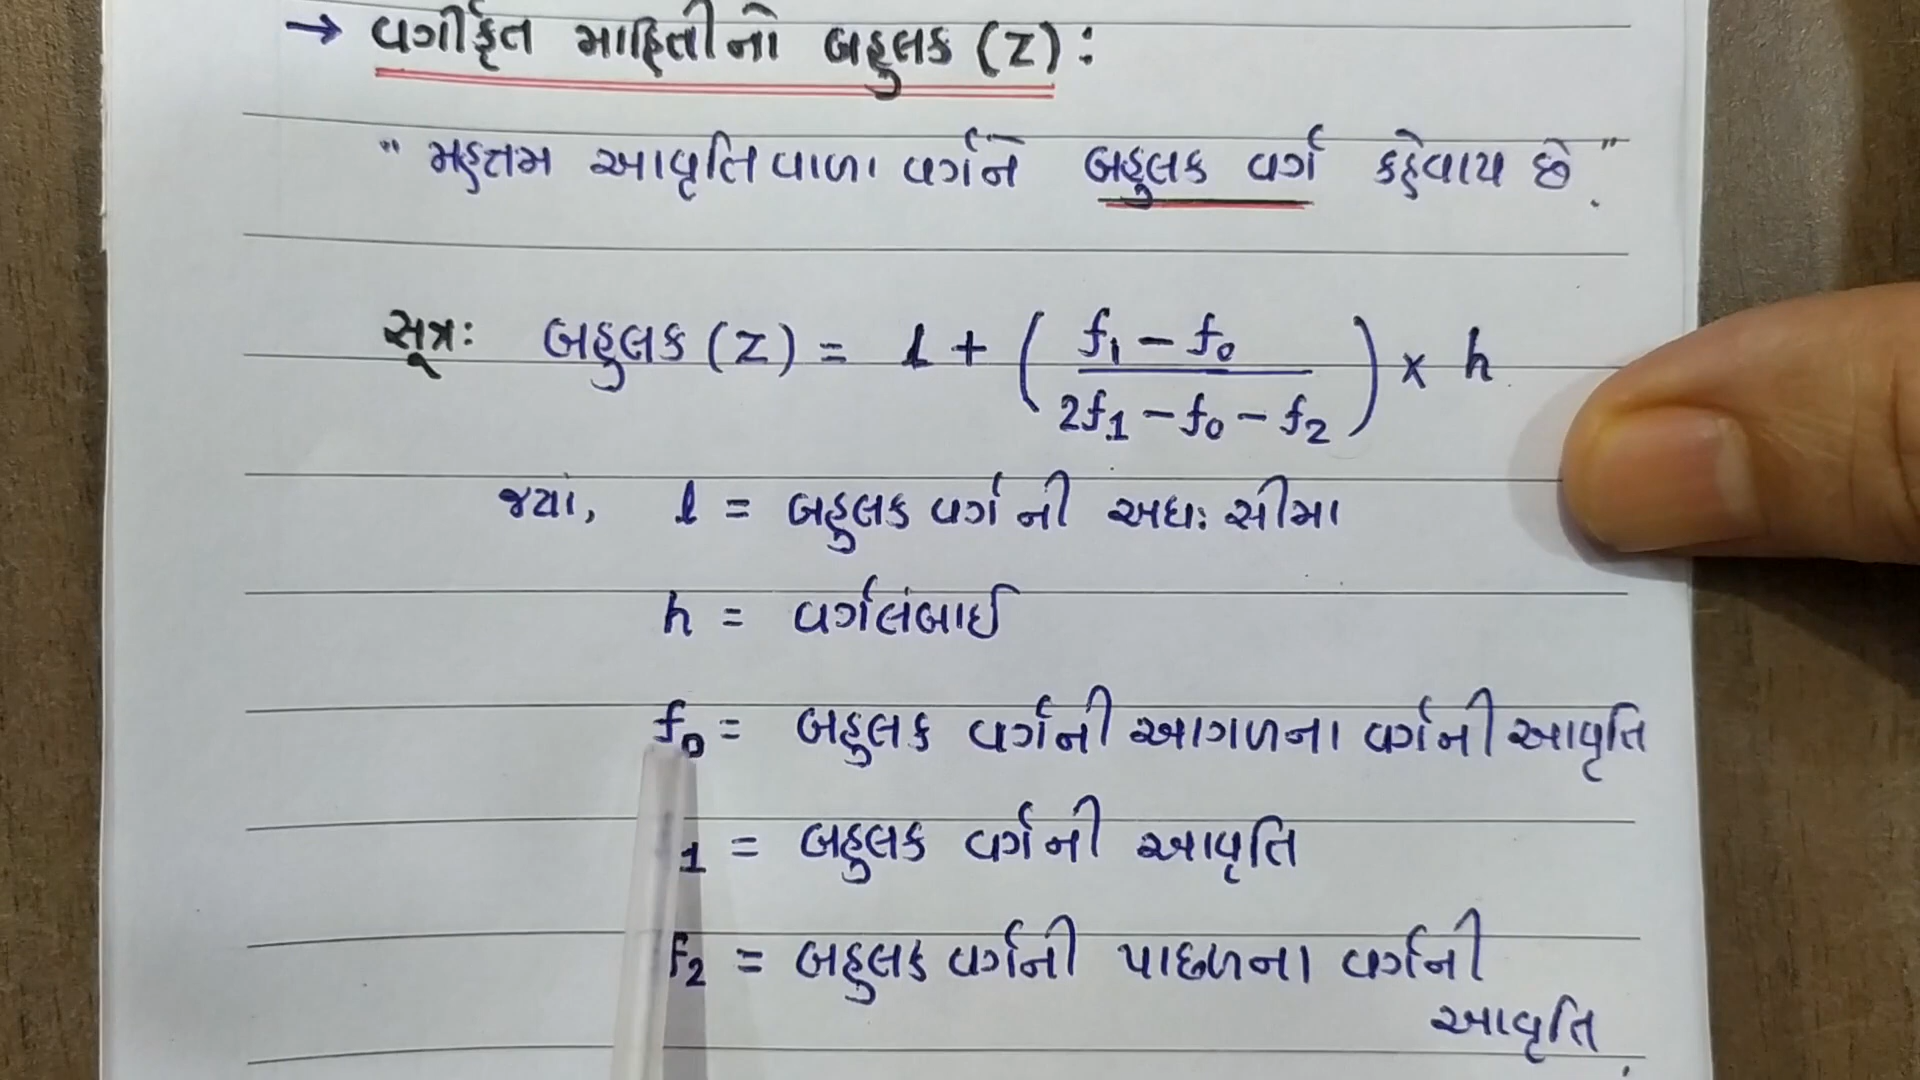 → વર્ગીકૃત માહિતીનો બહુલક (Z) :
" મહત્તમ આવૃતિ વાળા વર્ગને બહુલક વર્ગ કહેવાય છે . "
સૂત્ર: બહુલક (Z) = l + ( f₁ - f₀ / 2f₁ - f₀ - f₂ ) × h
જ્યાં, l = બહુલક વર્ગ ની અધઃ સીમા
h = વર્ગલંબાઈ
f₀ = બહુલક વર્ગની આગળના વર્ગની આવૃતિ
1 = બહુલક વર્ગની આવૃતિ
f₂ = બહુલક વર્ગની પાછળના વર્ગની
આવૃતિ .